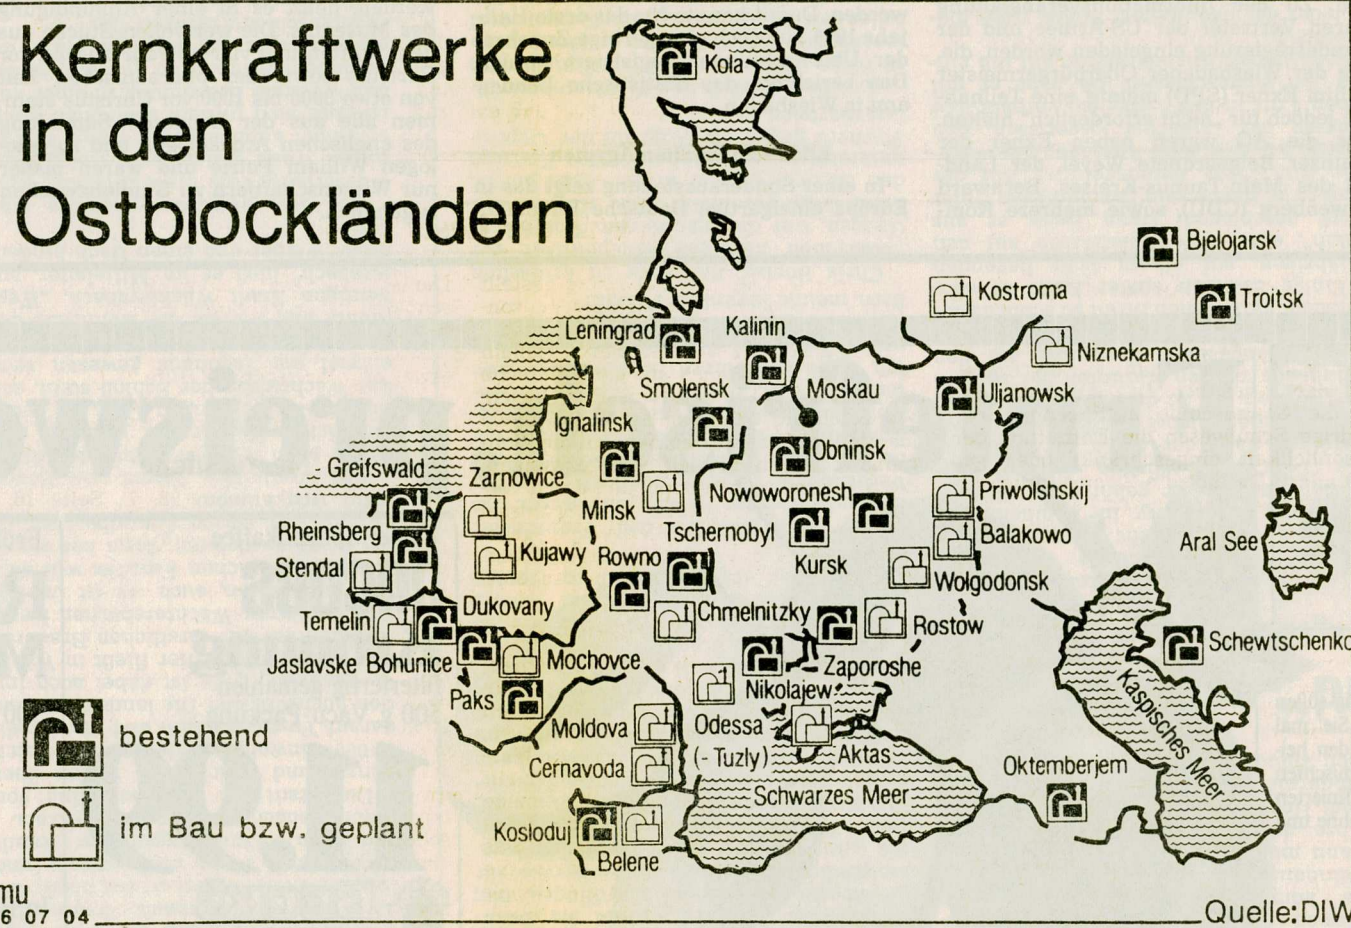 Kernkraftwerke
in den
Ostblockländern
Kola
Bjelojarsk
Kostroma
Troitsk
Leningrad
Kalinin
Niznekamska
Smolensk
Moskau
Uljanowsk
Ignalinsk
Obninsk
Greifswald
Zarnowice
Nowoworonesh
Priwolshskij
Minsk
Rheinsberg
Tschernobyl
Balakowo
Aral See
Kujawy
Rowno
Kursk
Stendal
Wolgodonsk
Dukovany
Chmelnitzky
Temelin
Rostow
Schewtschenko
Jaslavske Bohunice
Mochovce
Zaporoshe
Paks
Nikolajew
Kaspisches Meer
Moldova
Odessa
(-Tuzly)
Aktas
bestehend
Cernavoda
Oktemberjem
Schwarzes Meer
im Bau bzw. geplant
Kosloduj
Belene
mu
6 07 04
Quelle:DIW